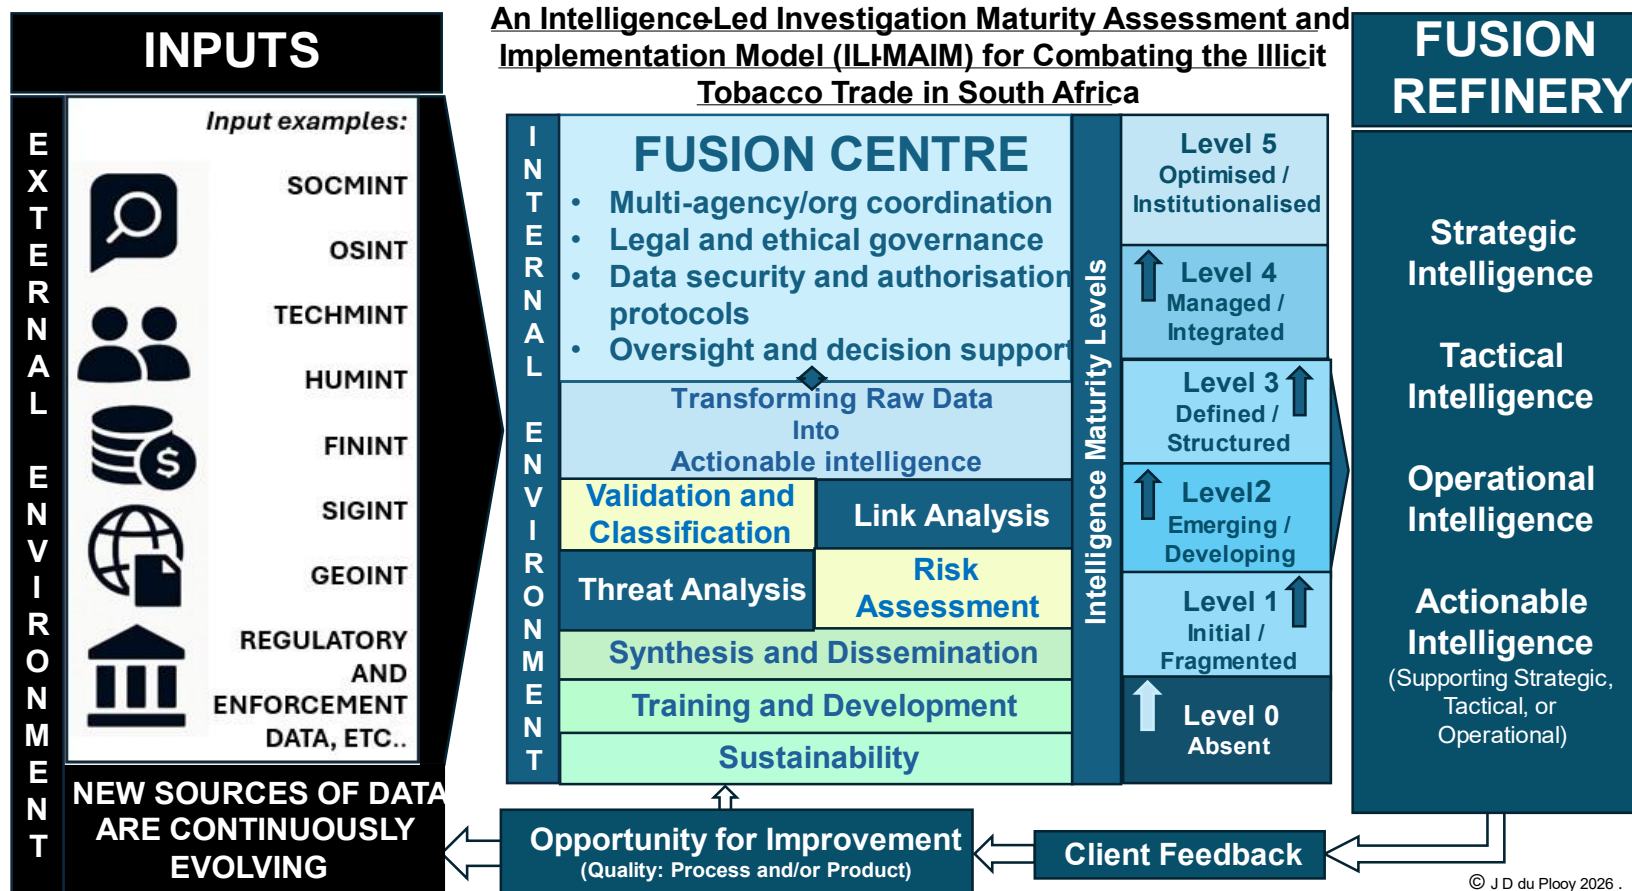 INPUTS
An Intelligence-Led Investigation Maturity Assessment and
Implementation Model (ILI-MAIM) for Combating the Illicit
Tobacco Trade in South Africa
FUSION
REFINERY
EXTERNAL ENVIRONMENT
Input examples:
SOCMINT
OSINT
TECHMINT
HUMINT
FININT
$
SIGINT
GEOINT
REGULATORY
AND
ENFORCEMENT
DATA, ETC..
NEW SOURCES OF DATA
ARE CONTINUOUSLY
EVOLVING
INTERNAL ENVIRONMENT
FUSION CENTRE
• Multi-agency/org coordination
• Legal and ethical governance
• Data security and authorisation
protocols
• Oversight and decision support
Transforming Raw Data
Into
Actionable intelligence
Validation and
Classification
Link Analysis
Threat Analysis
Risk
Assessment
Synthesis and Dissemination
Training and Development
Sustainability
Intelligence Maturity Levels
Level 5
Optimised /
Institutionalised
Level 4
Managed /
Integrated
Level 3
Defined /
Structured
Level2
Emerging /
Developing
Level 1
Initial /
Fragmented
Level 0
Absent
Strategic
Intelligence
Tactical
Intelligence
Operational
Intelligence
Actionable
Intelligence
(Supporting Strategic,
Tactical, or
Operational)
Opportunity for Improvement
(Quality: Process and/or Product)
Client Feedback
© J D du Plooy 2026 .